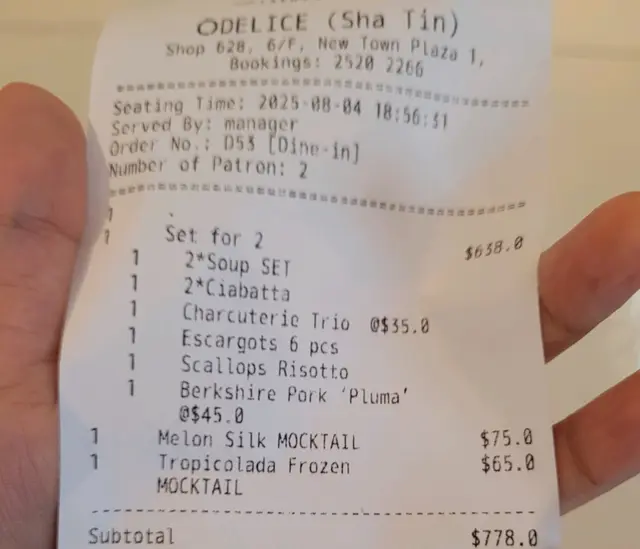 ODELICE (Sha Tin)
Shop 628, 6/F, New Town Plaza 1,
Bookings: 2520 2266
Seating Time: 2025-08-04 18:56:31
Served By: manager
Order No.: D53 [Dine-in]
Number of Patron: 2
1 .
1 Set for 2 $638.0
1 2*Soup SET
1 2*Ciabatta
1 Charcuterie Trio @$35.0
1 Escargots 6 pcs
1 Scallops Risotto
1 Berkshire Pork ‘Pluma’
@$45.0
1 Melon Silk MOCKTAIL $75.0
1 Tropicolada Frozen $65.0
MOCKTAIL
Subtotal $778.0